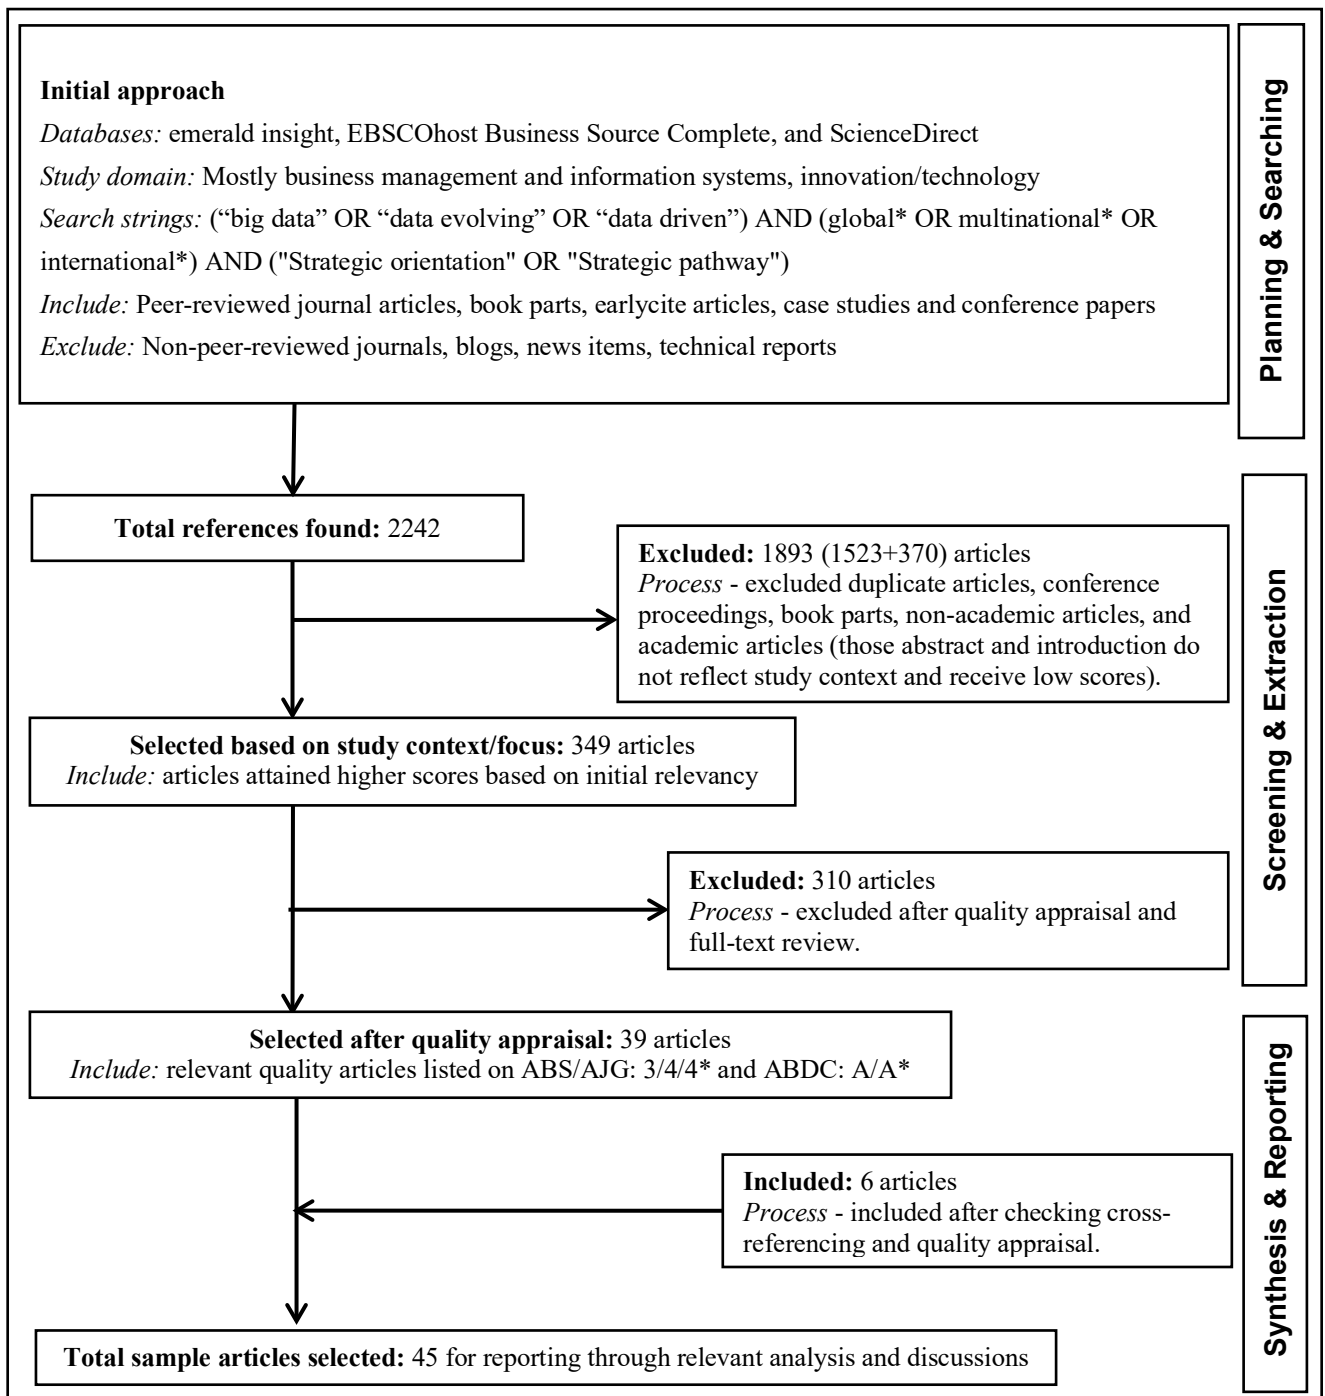 Initial approach
Databases: emerald insight, EBSCOhost Business Source Complete, and ScienceDirect
Study domain: Mostly business management and information systems, innovation/technology
Search strings: (“big data” OR “data evolving” OR “data driven”) AND (global* OR multinational* OR
international*) AND ("Strategic orientation" OR "Strategic pathway")
Include: Peer-reviewed journal articles, book parts, earlycite articles, case studies and conference papers
Exclude: Non-peer-reviewed journals, blogs, news items, technical reports
Planning & Searching
Total references found: 2242
Excluded: 1893 (1523+370) articles
Process - excluded duplicate articles, conference
proceedings, book parts, non-academic articles, and
academic articles (those abstract and introduction do
not reflect study context and receive low scores).
Selected based on study context/focus: 349 articles
Include: articles attained higher scores based on initial relevancy
Excluded: 310 articles
Process - excluded after quality appraisal and
full-text review.
Screening & Extraction
Selected after quality appraisal: 39 articles
Include: relevant quality articles listed on ABS/AJG: 3/4/4* and ABDC: A/A*
Included: 6 articles
Process - included after checking cross-
referencing and quality appraisal.
Total sample articles selected: 45 for reporting through relevant analysis and discussions
Synthesis & Reporting